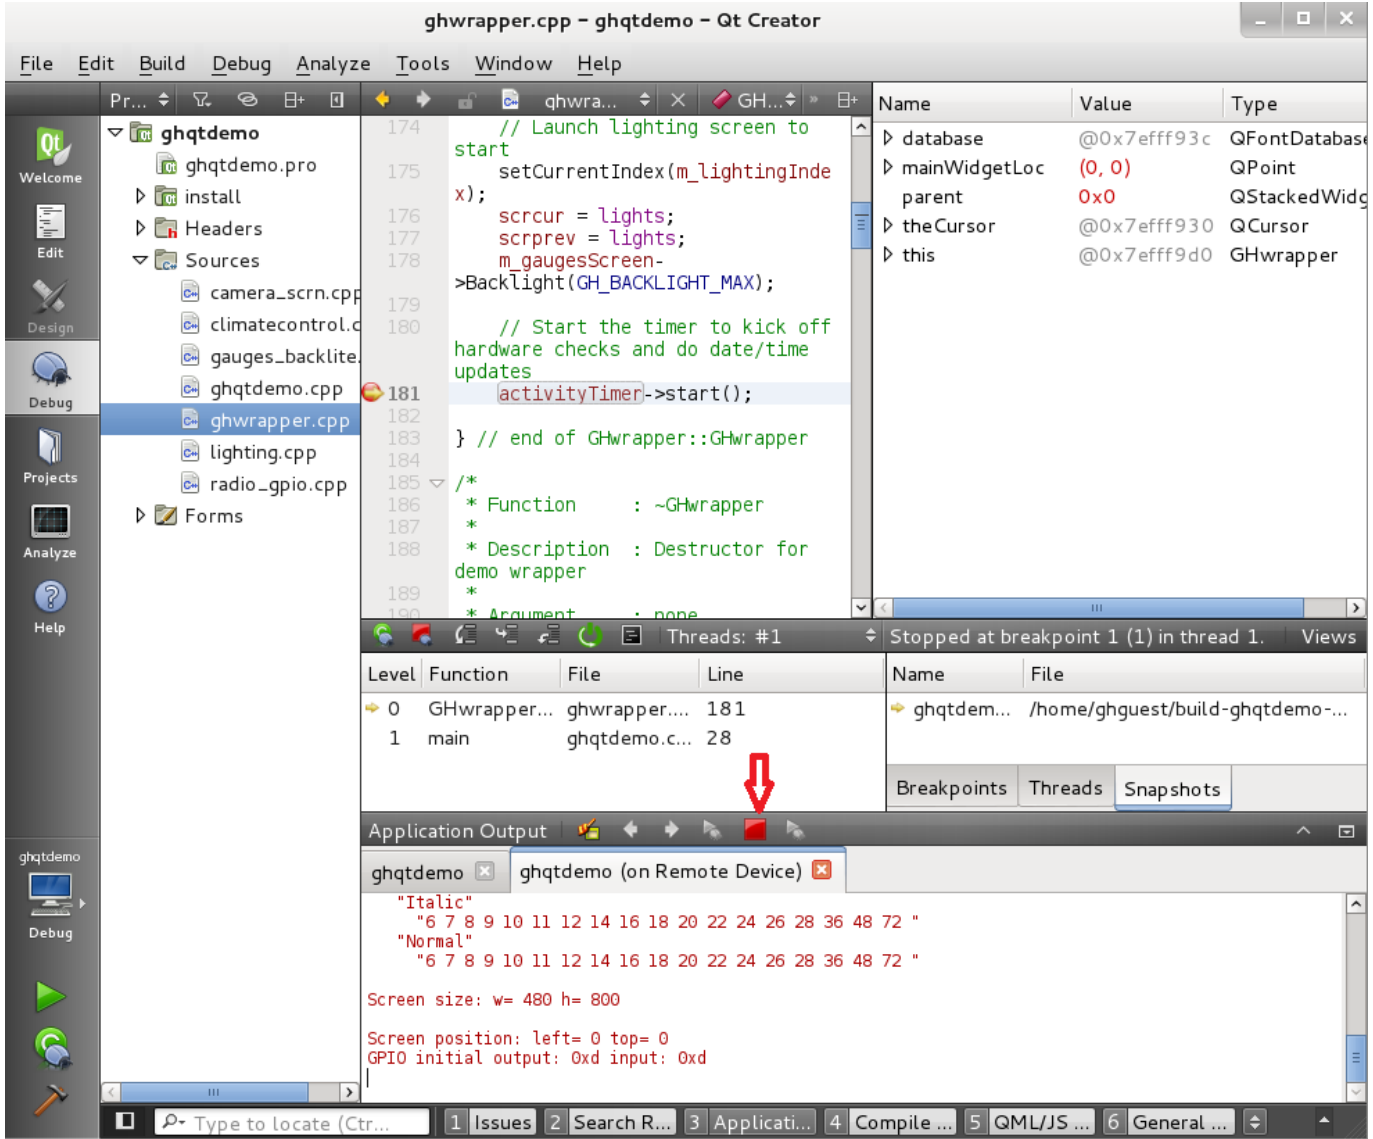 ghwrapper.cpp – ghqtdemo – Qt Creator
File Edit Build Debug Analyze Tools Window Help
Pr... qhwra... GH...
Welcome
Edit
Design
Debug
Projects
Analyze
Help
ghqtdemo
Debug
ghqtdemo
ghqtdemo.pro
install
Headers
Sources
camera_scrn.cpp
climatecontrol.c
gauges_backlite.
ghqtdemo.cpp
ghwrapper.cpp
lighting.cpp
radio_gpio.cpp
Forms
174 // Launch lighting screen to
start
175 setCurrentIndex(m_lightingInde
x);
176 scrcur = lights;
177 scrprev = lights;
178 m_gaugesScreen-
>Backlight(GH_BACKLIGHT_MAX);
179
180 // Start the timer to kick off
hardware checks and do date/time
updates
181 activityTimer->start();
182
183 } // end of GHwrapper::GHwrapper
184
185 /*
186 * Function : ~GHwrapper
187 *
188 * Description : Destructor for
demo wrapper
189 *
190 * Argument : none
Name Value Type
database @0x7efff93c QFontDatabase
mainWidgetLoc (0, 0) QPoint
parent 0x0 QStackedWidg
theCursor @0x7efff930 QCursor
this @0x7efff9d0 GHwrapper
Threads: #1 Stopped at breakpoint 1 (1) in thread 1. Views
Level Function File Line
0 GHwrapper... ghwrapper.... 181
1 main ghqtdemo.c... 28
Name File
ghqtdem... /home/ghguest/build-ghqtdemo-...
Breakpoints Threads Snapshots
Application Output
ghqtdemo ghqtdemo (on Remote Device)
"Italic"
"6 7 8 9 10 11 12 14 16 18 20 22 24 26 28 36 48 72 "
"Normal"
"6 7 8 9 10 11 12 14 16 18 20 22 24 26 28 36 48 72 "
Screen size: w= 480 h= 800
Screen position: left= 0 top= 0
GPIO initial output: 0xd input: 0xd
Type to locate (Ctr... 1 Issues 2 Search R... 3 Applicati... 4 Compile ... 5 QML/JS ... 6 General ...